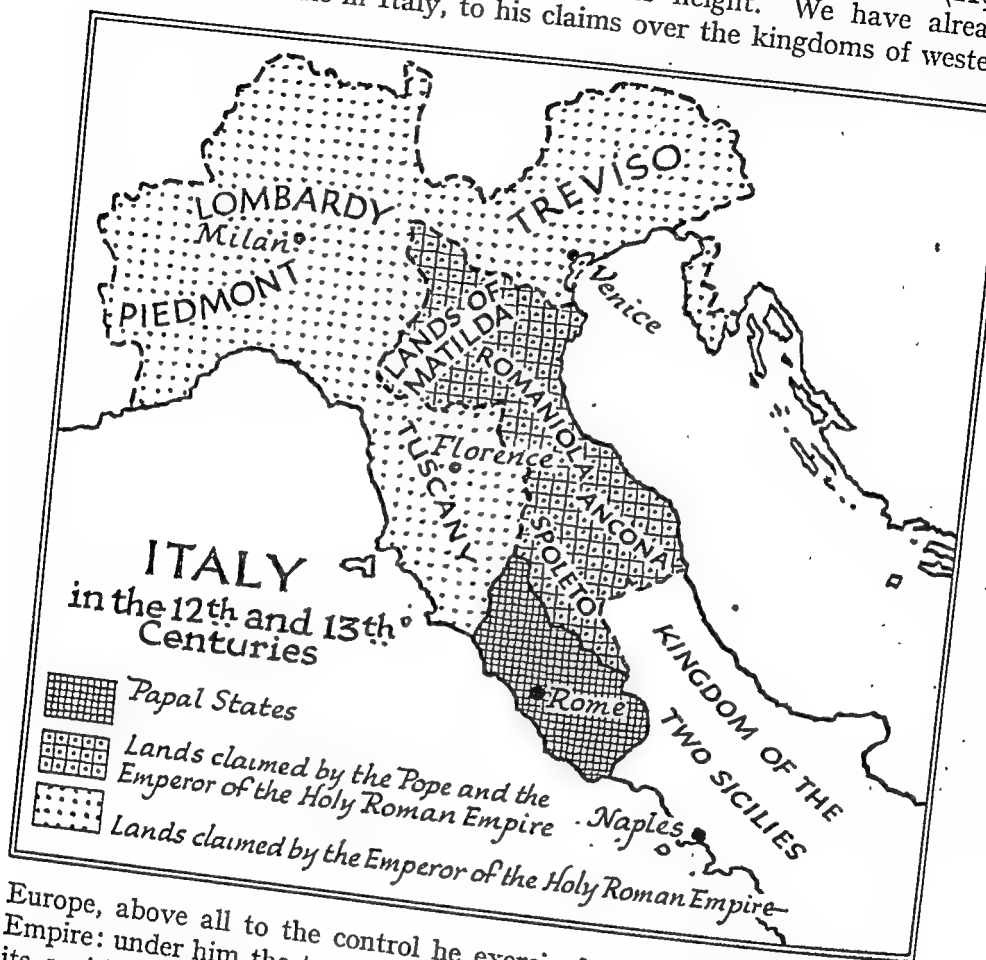 height. We have alrea
in Italy, to his claims over the kingdoms of weste
TREVISO
LOMBARDY
Milan
Venice
PIEDMONT
LANDS OF
MATILDA
ROMANIOLA
Florence
TUSCANY
ANCONA
SPOLETO
ITALY
in the 12th and 13th
Centuries
KINGDOM OF THE
TWO SICILIES
Rome
Papal States
Lands claimed by the Pope and the
Emperor of the Holy Roman Empire
Naples
Lands claimed by the Emperor of the Holy Roman Empire
Europe, above all to the control he
Empire: under him the